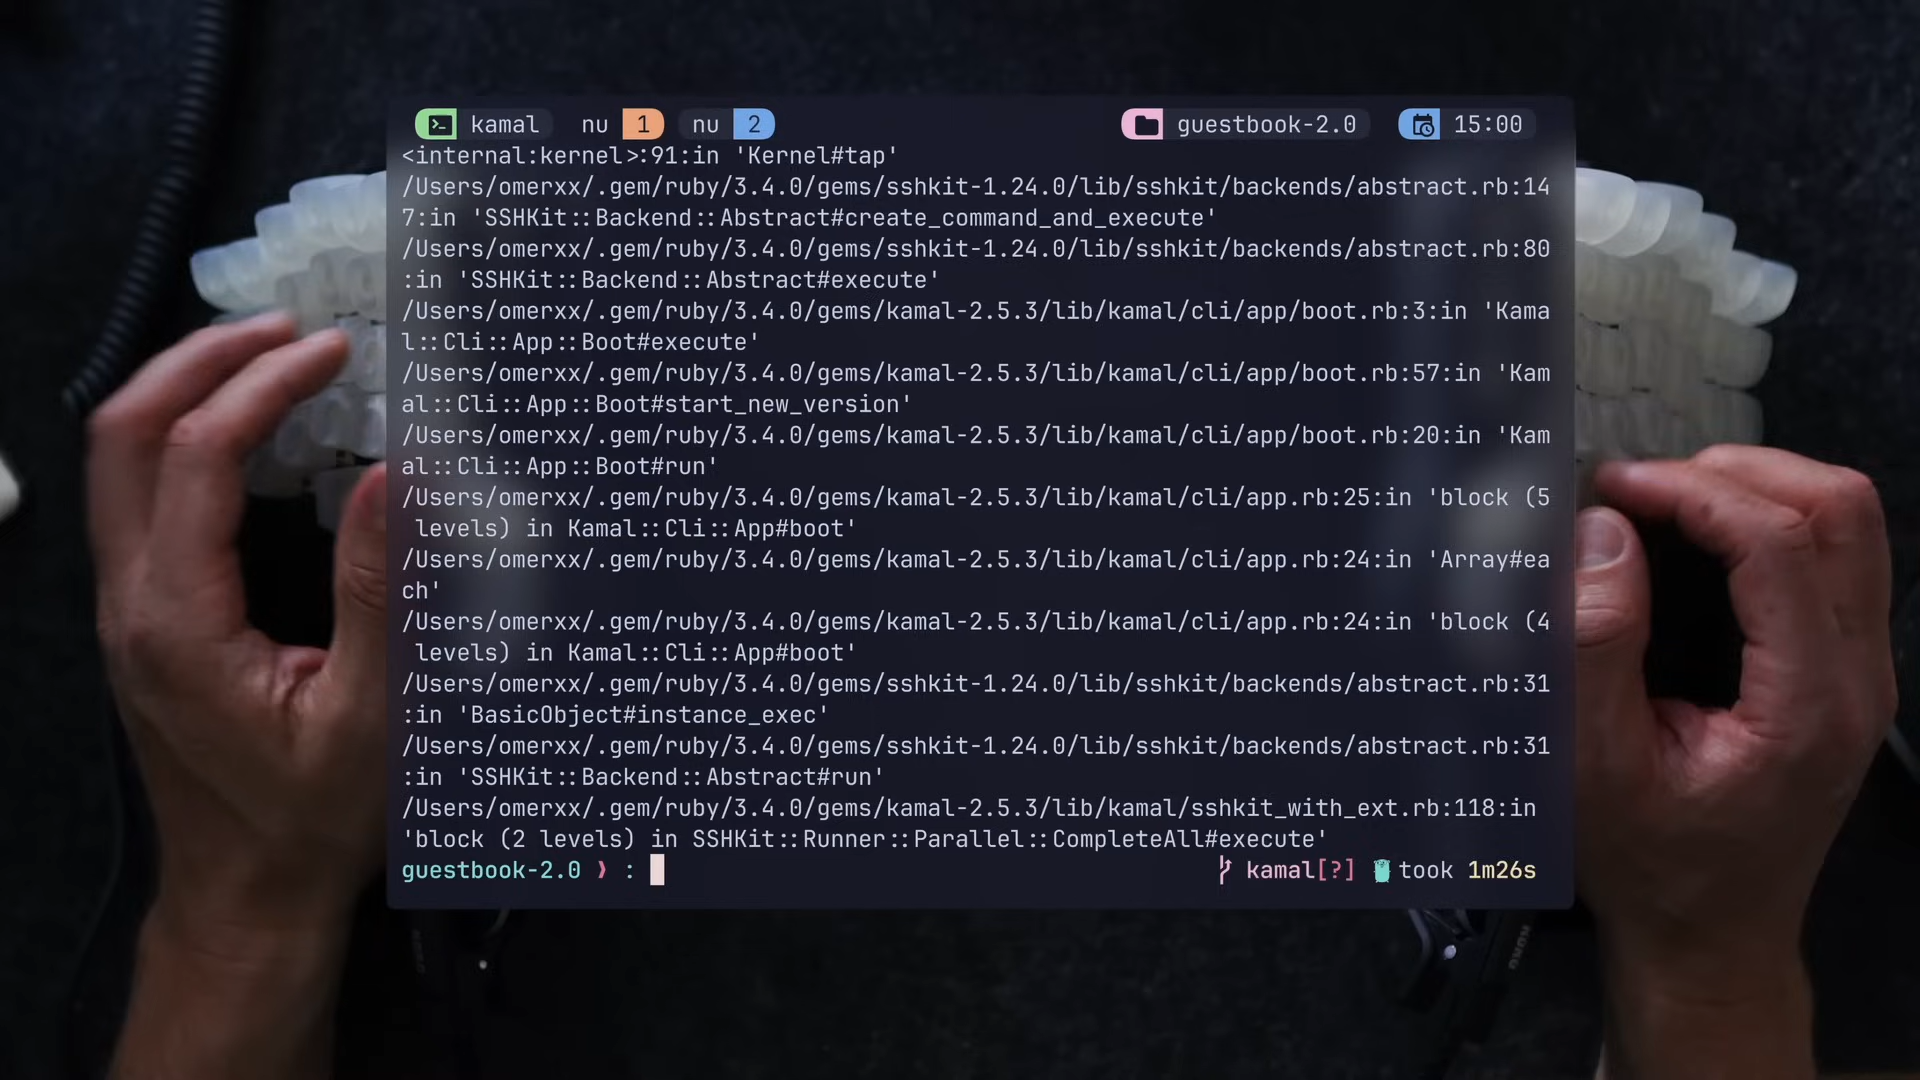 kamal nu 1 nu 2 guestbook-2.0 15:00
<internal:kernel>:91:in 'Kernel#tap'
/Users/omerxx/.gem/ruby/3.4.0/gems/sshkit-1.24.0/lib/sshkit/backends/abstract.rb:14
7:in 'SSHKit::Backend::Abstract#create_command_and_execute'
/Users/omerxx/.gem/ruby/3.4.0/gems/sshkit-1.24.0/lib/sshkit/backends/abstract.rb:80
:in 'SSHKit::Backend::Abstract#execute'
/Users/omerxx/.gem/ruby/3.4.0/gems/kamal-2.5.3/lib/kamal/cli/app/boot.rb:3:in 'Kama
l::Cli::App::Boot#execute'
/Users/omerxx/.gem/ruby/3.4.0/gems/kamal-2.5.3/lib/kamal/cli/app/boot.rb:57:in 'Kam
al::Cli::App::Boot#start_new_version'
/Users/omerxx/.gem/ruby/3.4.0/gems/kamal-2.5.3/lib/kamal/cli/app/boot.rb:20:in 'Kam
al::Cli::App::Boot#run'
/Users/omerxx/.gem/ruby/3.4.0/gems/kamal-2.5.3/lib/kamal/cli/app.rb:25:in 'block (5
 levels) in Kamal::Cli::App#boot'
/Users/omerxx/.gem/ruby/3.4.0/gems/kamal-2.5.3/lib/kamal/cli/app.rb:24:in 'Array#ea
ch'
/Users/omerxx/.gem/ruby/3.4.0/gems/kamal-2.5.3/lib/kamal/cli/app.rb:24:in 'block (4
 levels) in Kamal::Cli::App#boot'
/Users/omerxx/.gem/ruby/3.4.0/gems/sshkit-1.24.0/lib/sshkit/backends/abstract.rb:31
:in 'BasicObject#instance_exec'
/Users/omerxx/.gem/ruby/3.4.0/gems/sshkit-1.24.0/lib/sshkit/backends/abstract.rb:31
:in 'SSHKit::Backend::Abstract#run'
/Users/omerxx/.gem/ruby/3.4.0/gems/kamal-2.5.3/lib/kamal/sshkit_with_ext.rb:118:in
'block (2 levels) in SSHKit::Runner::Parallel::CompleteAll#execute'
guestbook-2.0 ❯ : kamal[?] took 1m26s